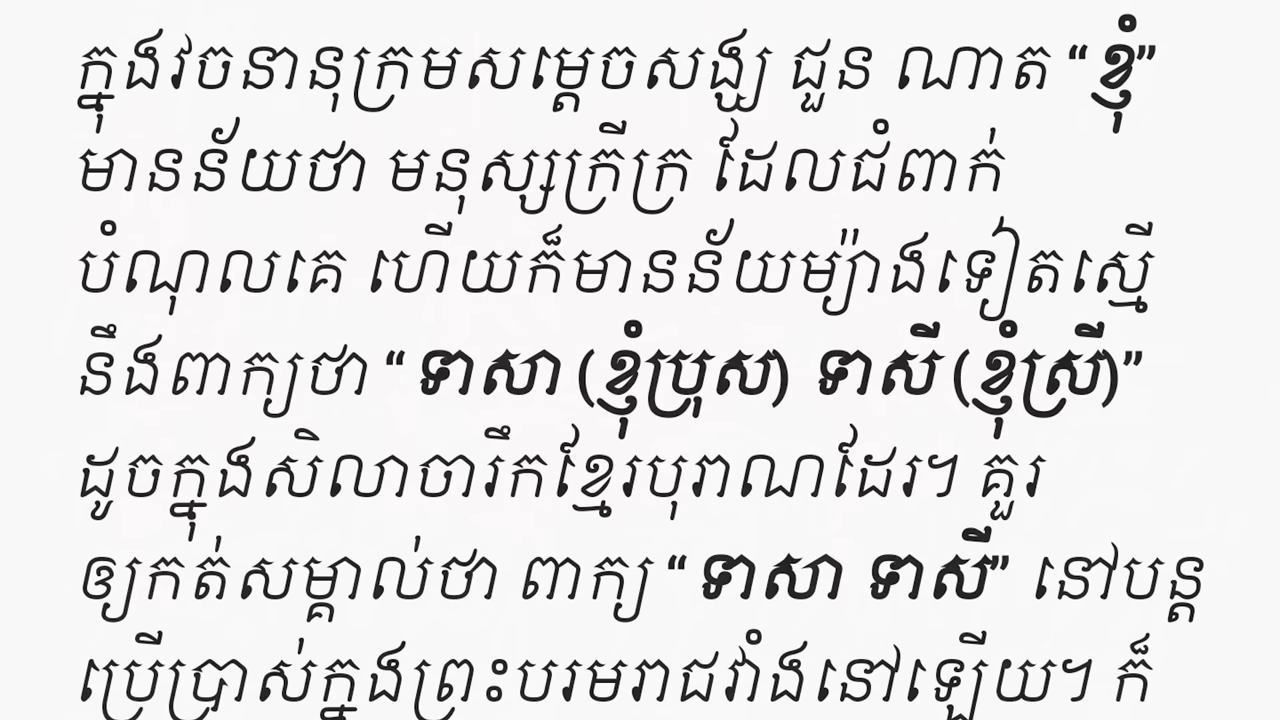 ក្នុងវចនានុក្រមសម្ដេចសង្ឃ ជួន ណាត “ខ្ញុំ”
មានន័យថា មនុស្សក្រីក្រ ដែលជំពាក់
បំណុលគេ ហើយក៏មានន័យម៉្យាងទៀតស្មើ
នឹងពាក្យថា “ទាសា (ខ្ញុំប្រុស) ទាសី (ខ្ញុំស្រី)”
ដូចក្នុងសិលាចារឹកខ្មែរបុរាណដែរ។ គួរ
ឲ្យកត់សម្គាល់ថា ពាក្យ “ទាសា ទាសី” នៅបន្ត
ប្រើប្រាស់ក្នុងព្រះបរមរាជវាំងនៅឡើយ។ ក៏